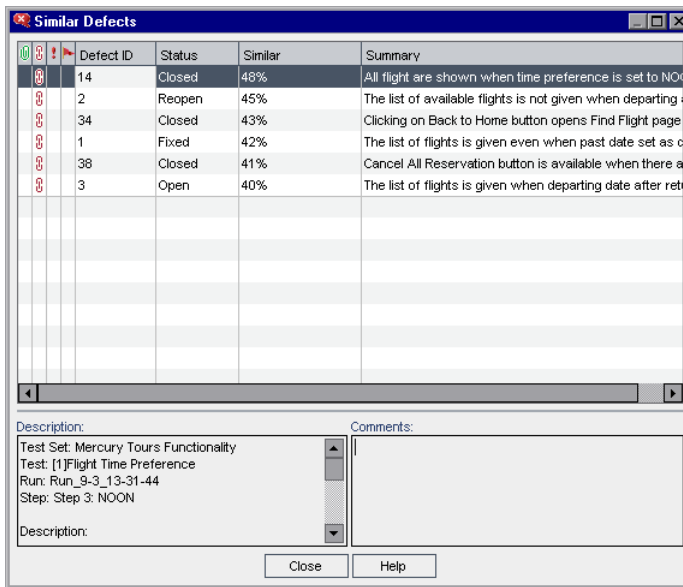 Similar Defects
Defect ID Status Similar Summary
14 Closed 48% All flight are shown when time preference is set to NOO
2 Reopen 45% The list of available flights is not given when departing a
34 Closed 43% Clicking on Back to Home button opens Find Flight page
1 Fixed 42% The list of flights is given even when past date set as c
38 Closed 41% Cancel All Reservation button is available when there a
3 Open 40% The list of flights is given when departing date after retu
Description: Comments:
Test Set: Mercury Tours Functionality
Test: [1]Flight Time Preference
Run: Run_9-3_13-31-44
Step: Step 3: NOON
Description:
Close Help